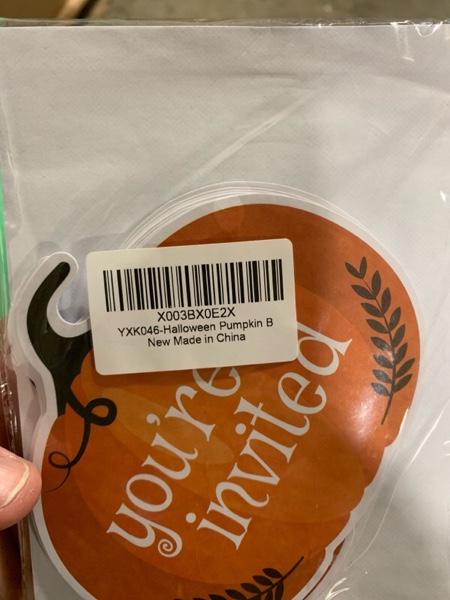 X003BX0E2X
YXK046-Halloween Pumpkin B
New Made in China
you're
invited